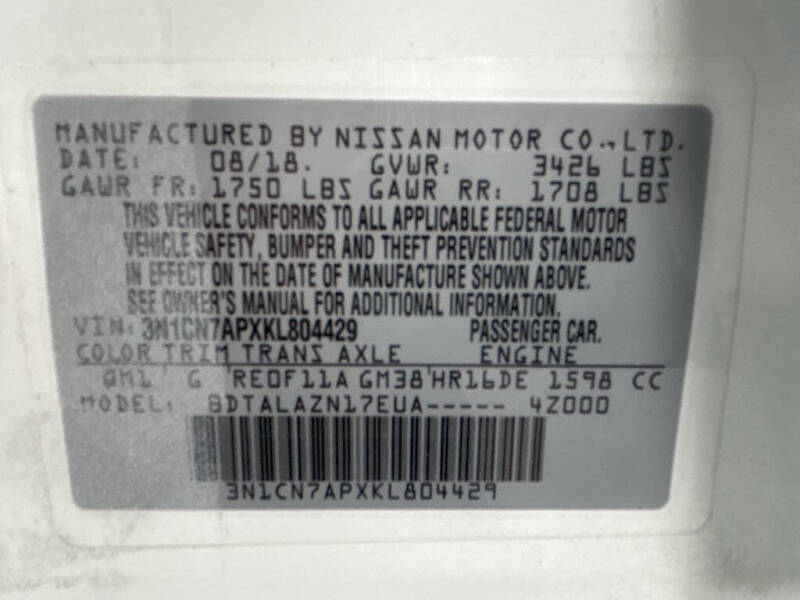 MANUFACTURED BY NISSAN MOTOR CO., LTD.
DATE: 08/18. GVWR: 3426 LBS
GAWR FR: 1750 LBS GAWR RR: 1708 LBS
THIS VEHICLE CONFORMS TO ALL APPLICABLE FEDERAL MOTOR
VEHICLE SAFETY, BUMPER AND THEFT PREVENTION STANDARDS
IN EFFECT ON THE DATE OF MANUFACTURE SHOWN ABOVE.
SEE OWNER'S MANUAL FOR ADDITIONAL INFORMATION.
VIN: 3N1CN7APXKL804429 PASSENGER CAR.
COLOR TRIM TRANS AXLE ENGINE
QM1 G RE0F11A GM38 HR16DE 1598 CC
MODEL: BDTALAZN17EUA----- 4Z000
3N1CN7APXKL804429